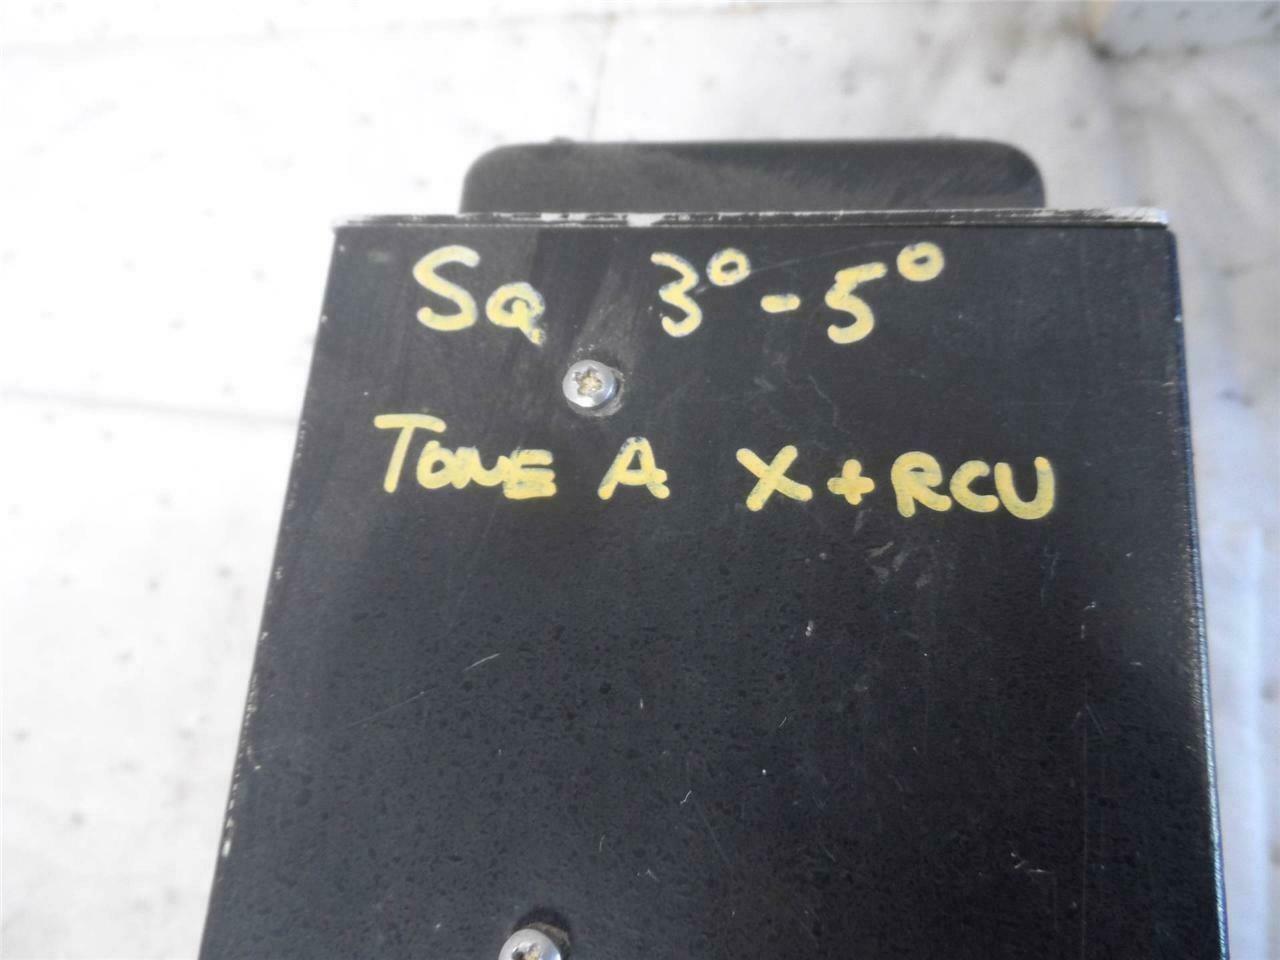 SQ 3° - 5°
TONE A X + RCU